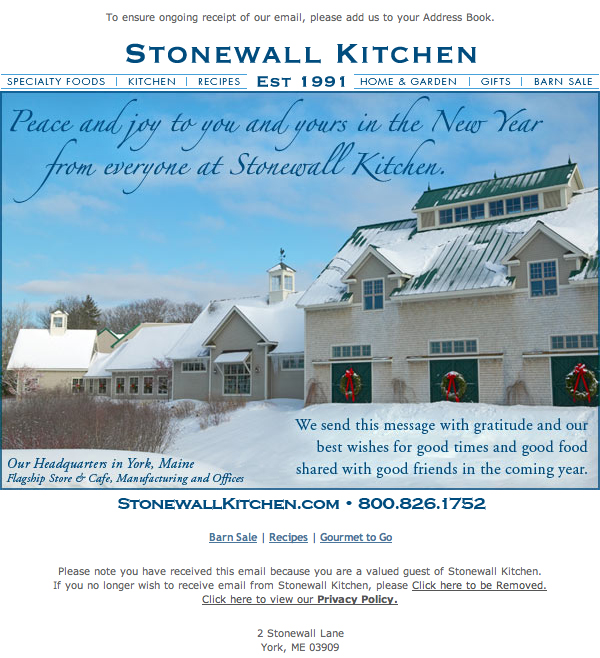 To ensure ongoing receipt of our email, please add us to your Address Book.
STONEWALL KITCHEN
SPECIALTY FOODS | KITCHEN | RECIPES EST 1991 HOME & GARDEN | GIFTS | BARN SALE
Peace and joy to you and yours in the New Year
from everyone at Stonewall Kitchen.
We send this message with gratitude and our
best wishes for good times and good food
shared with good friends in the coming year.
Our Headquarters in York, Maine
Flagship Store & Cafe, Manufacturing and Offices
STONEWALLKITCHEN.COM • 800.826.1752
Barn Sale | Recipes | Gourmet to Go
Please note you have received this email because you are a valued guest of Stonewall Kitchen.
If you no longer wish to receive email from Stonewall Kitchen, please Click here to be Removed.
Click here to view our Privacy Policy.
2 Stonewall Lane
York, ME 03909